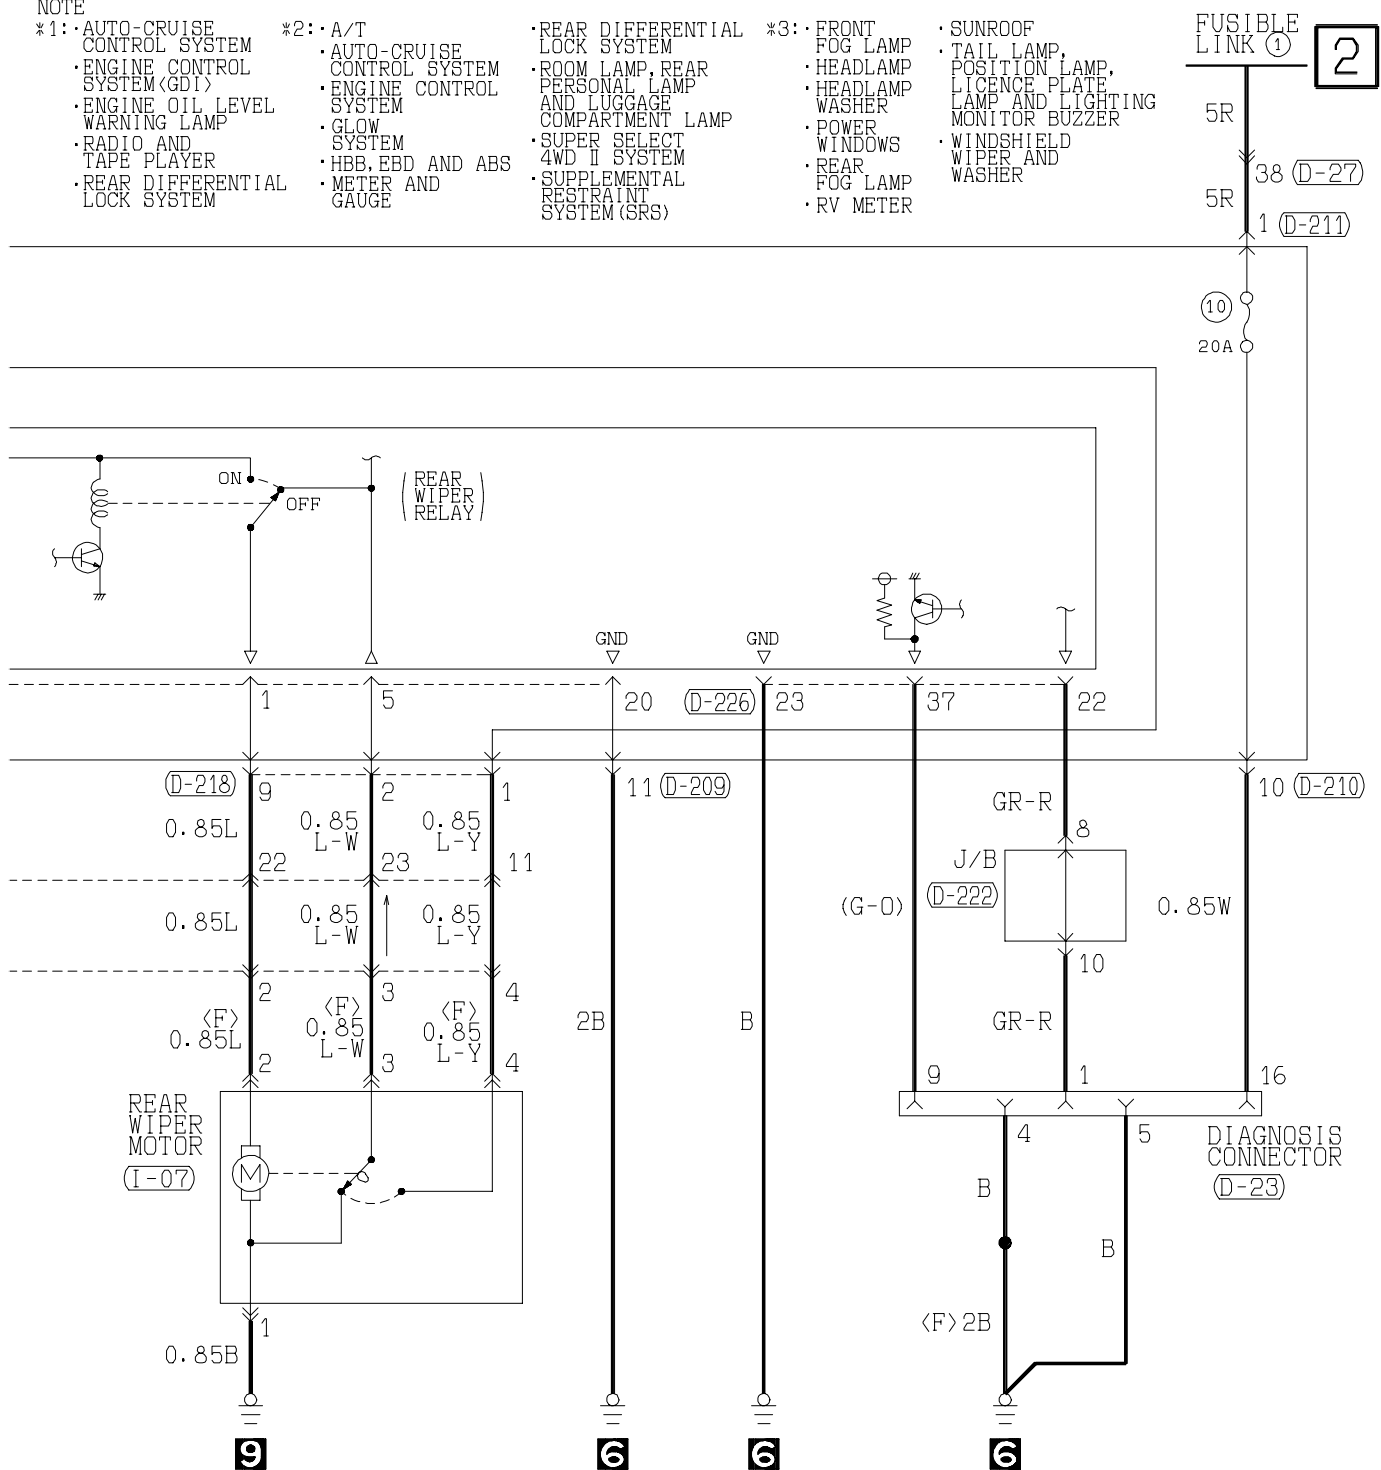 NOTE
*1:·AUTO-CRUISE
CONTROL SYSTEM
·ENGINE CONTROL
SYSTEM〈GDI〉
·ENGINE OIL LEVEL
WARNING LAMP
·RADIO AND
TAPE PLAYER
·REAR DIFFERENTIAL
LOCK SYSTEM
*2:·A/T
·AUTO-CRUISE
CONTROL SYSTEM
·ENGINE CONTROL
SYSTEM
·GLOW
SYSTEM
·HBB,EBD AND ABS
·METER AND
GAUGE
·REAR DIFFERENTIAL
LOCK SYSTEM
·ROOM LAMP,REAR
PERSONAL LAMP
AND LUGGAGE
COMPARTMENT LAMP
·SUPER SELECT
4WD Ⅱ SYSTEM
·SUPPLEMENTAL
RESTRAINT
SYSTEM(SRS)
*3:·FRONT
FOG LAMP
·HEADLAMP
·HEADLAMP
WASHER
·POWER
WINDOWS
·REAR
FOG LAMP
·RV METER
·SUNROOF
·TAIL LAMP,
POSITION LAMP,
LICENCE PLATE
LAMP AND LIGHTING
MONITOR BUZZER
·WINDSHIELD
WIPER AND
WASHER
FUSIBLE
LINK ①
2
5R
38 (D-27)
5R
1 (D-211)
⑩
20A
ON
OFF
(REAR
WIPER
RELAY)
GND
GND
1
5
20
(D-226)
23
37
22
(D-218)
9
2
1
11 (D-209)
10 (D-210)
0.85L
0.85
L-W
0.85
L-Y
GR-R
8
22
23
11
J/B
(D-222)
0.85L
0.85
L-W
0.85
L-Y
(G-O)
0.85W
10
2
3
4
〈F〉
0.85L
〈F〉
0.85
L-W
〈F〉
0.85
L-Y
2B
B
GR-R
2
3
4
9
1
16
REAR
WIPER
MOTOR
(I-07)
M
4
5
DIAGNOSIS
CONNECTOR
(D-23)
B
B
〈F〉2B
1
0.85B
9
6
6
6